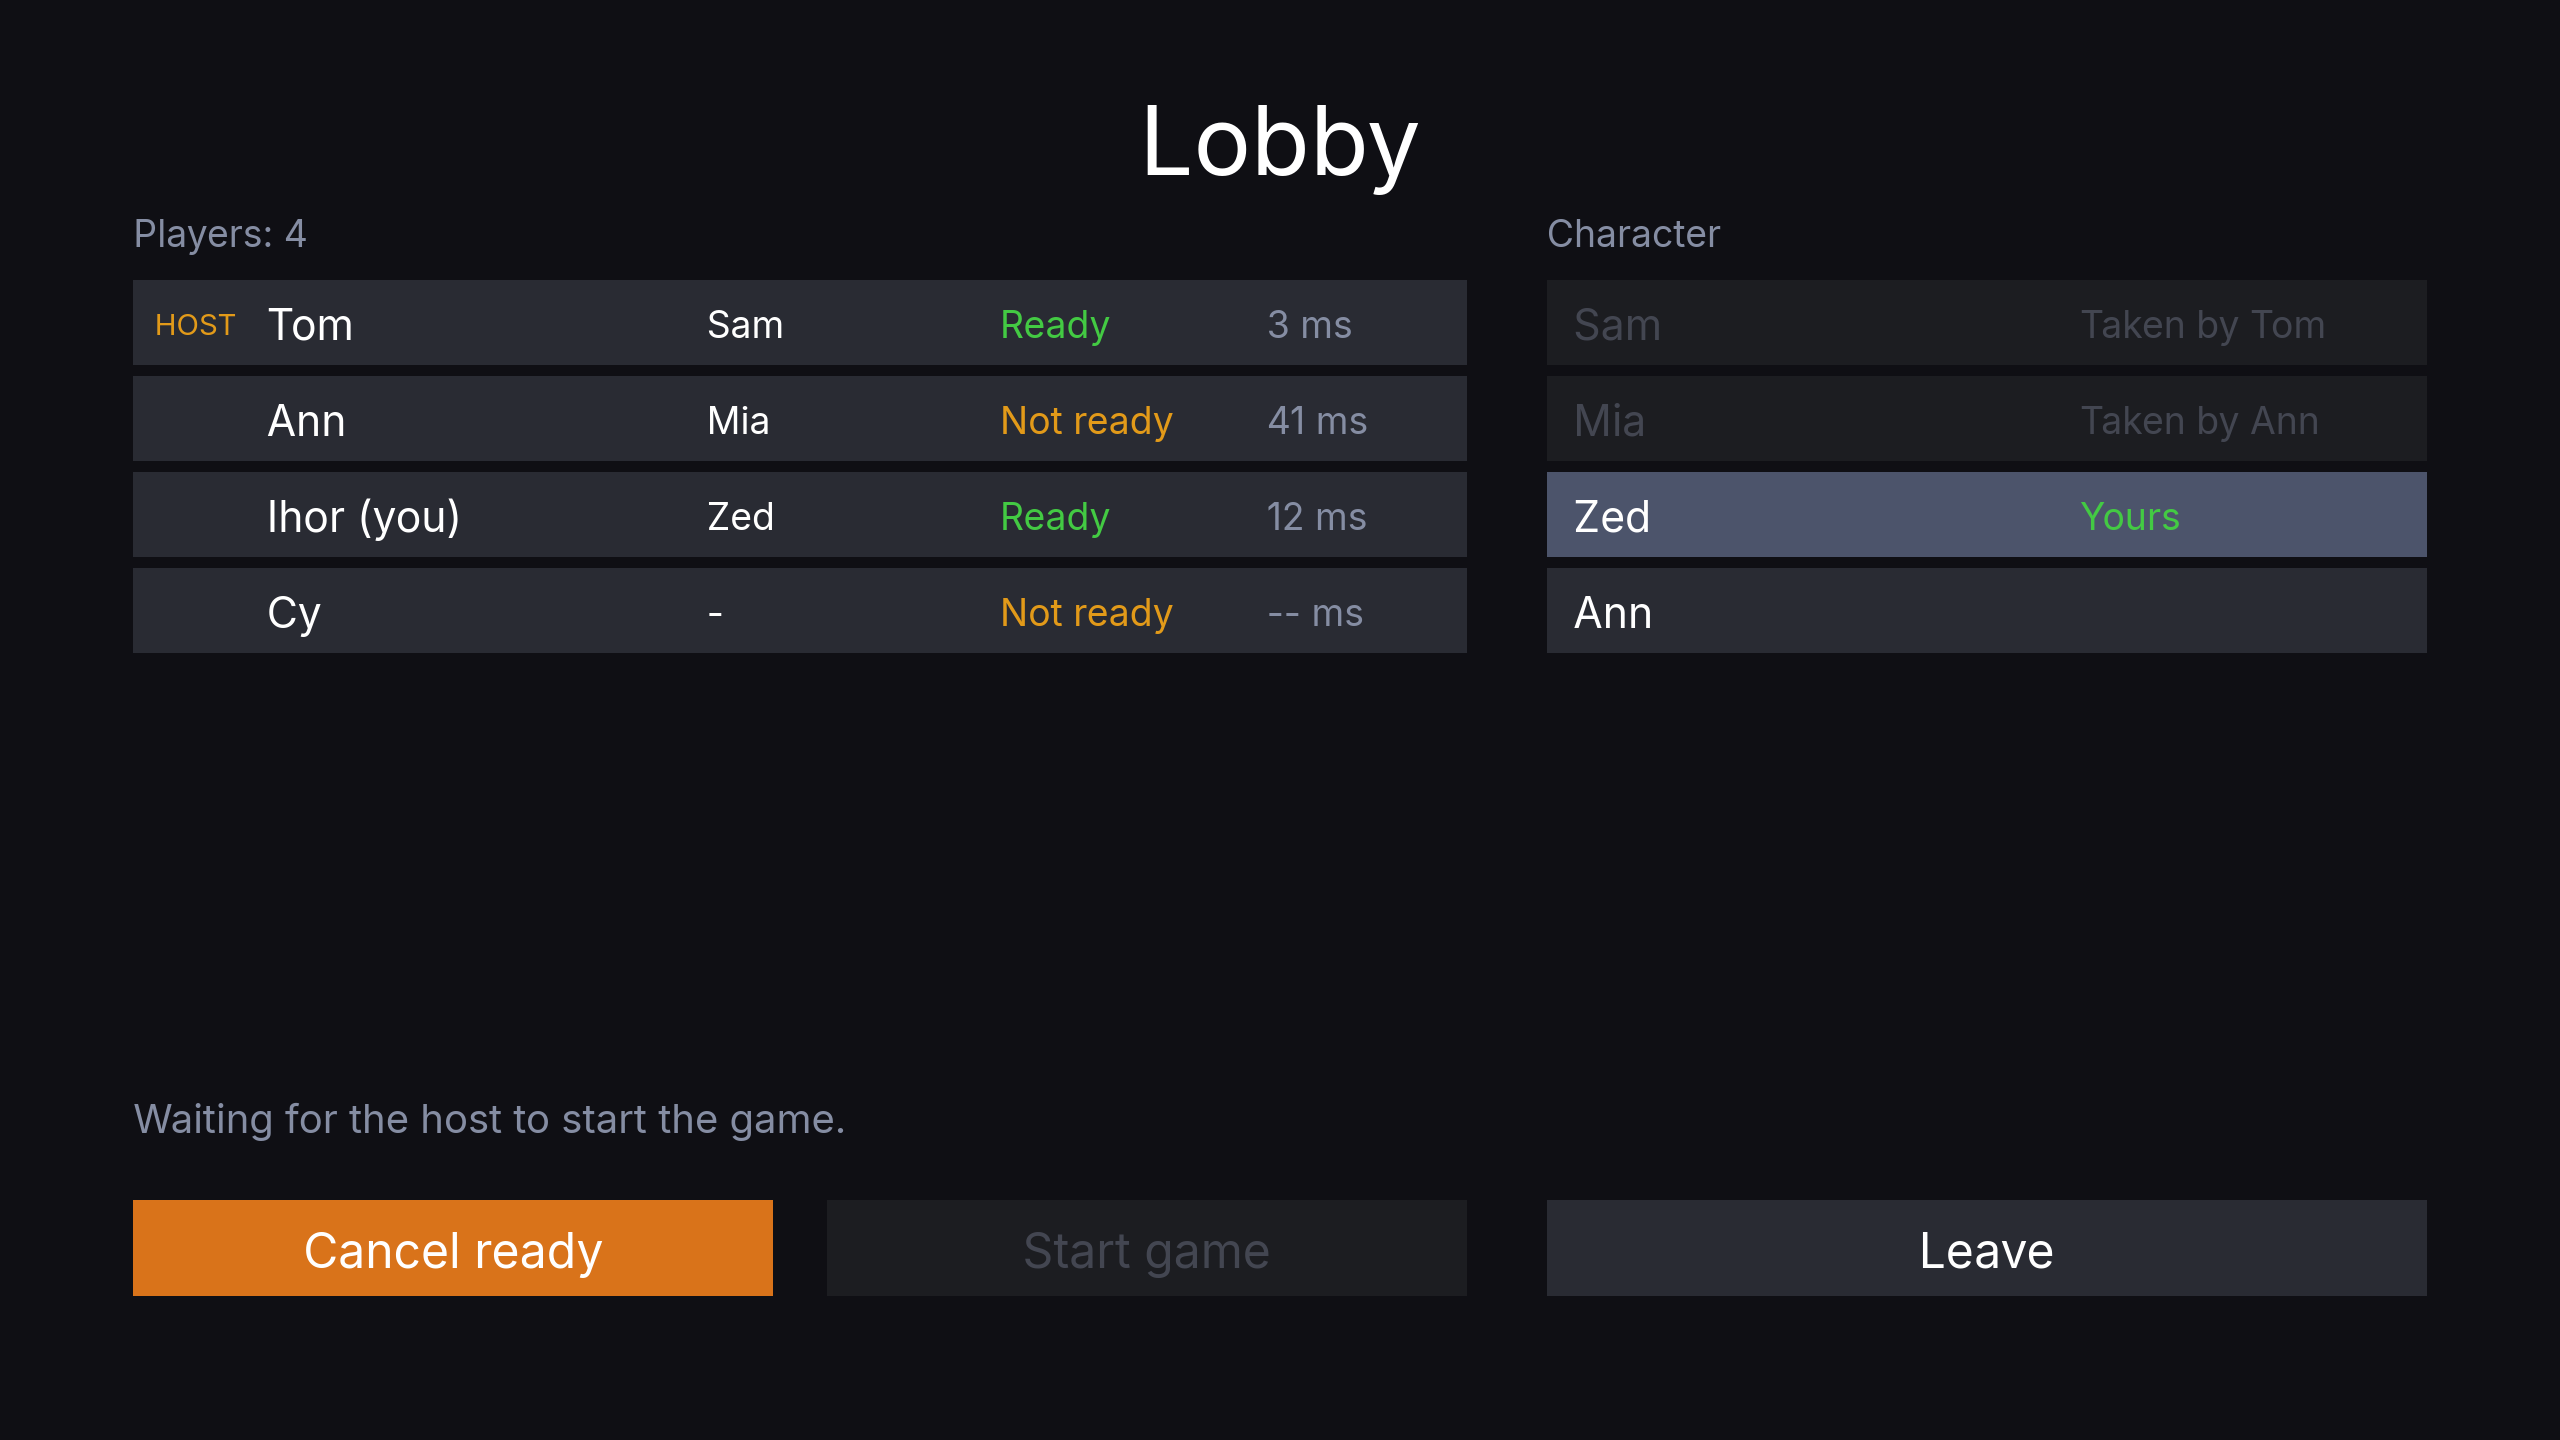 Lobby
Players: 4
HOST Tom Sam Ready 3 ms
Ann Mia Not ready 41 ms
Ihor (you) Zed Ready 12 ms
Cy - Not ready -- ms
Character
Sam Taken by Tom
Mia Taken by Ann
Zed Yours
Ann
Waiting for the host to start the game.
Cancel ready
Start game
Leave